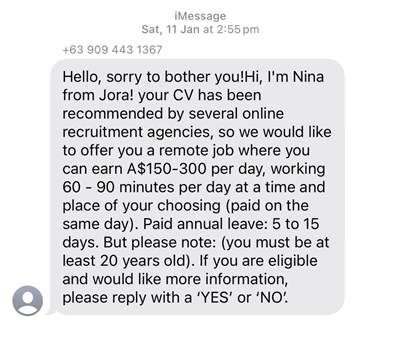 iMessage
Sat, 11 Jan at 2:55 pm
+63 909 443 1367
Hello, sorry to bother you!Hi, I'm Nina
from Jora! your CV has been
recommended by several online
recruitment agencies, so we would like
to offer you a remote job where you
can earn A$150-300 per day, working
60 - 90 minutes per day at a time and
place of your choosing (paid on the
same day). Paid annual leave: 5 to 15
days. But please note: (you must be at
least 20 years old). If you are eligible
and would like more information,
please reply with a ‘YES’ or ‘NO’.